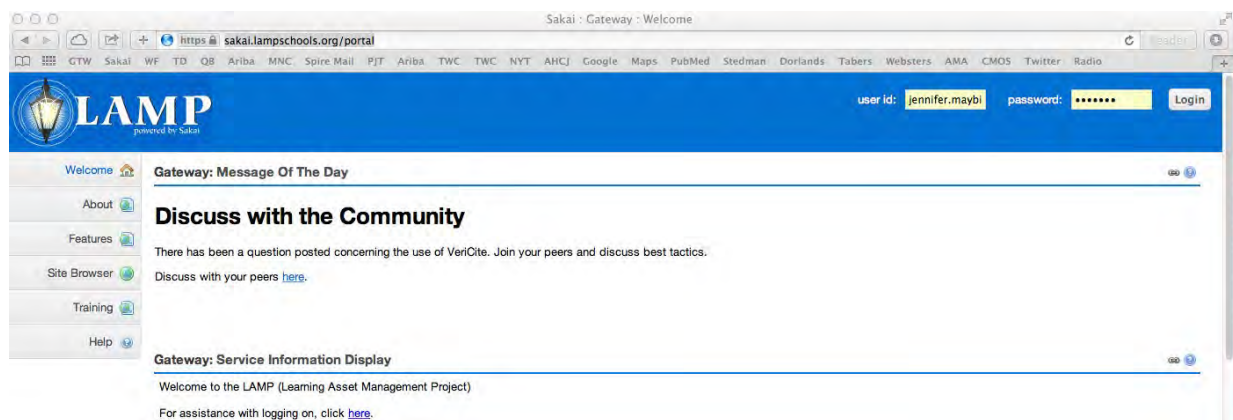 Sakai : Gateway : Welcome
https sakai.lampschools.org/portal
Reader
GTW Sakai WF TD QB Ariba MNC Spire Mail PJT Ariba TWC TWC NYT AHCJ Google Maps PubMed Stedman Dorlands Tabers Websters AMA CMOS Twitter Radio
LAMP
powered by Sakai
user id: jennifer.maybi password: ••••••• Login
Welcome
About
Features
Site Browser
Training
Help
Gateway: Message Of The Day
Discuss with the Community
There has been a question posted concerning the use of VeriCite. Join your peers and discuss best tactics.
Discuss with your peers here.
Gateway: Service Information Display
Welcome to the LAMP (Learning Asset Management Project)
For assistance with logging on, click here.